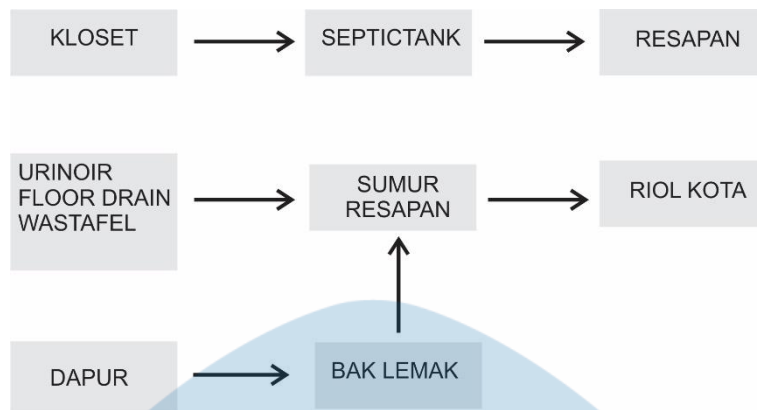 KLOSET
SEPTICTANK
RESAPAN
URINOIR
FLOOR DRAIN
WASTAFEL
SUMUR
RESAPAN
RIOL KOTA
DAPUR
BAK LEMAK